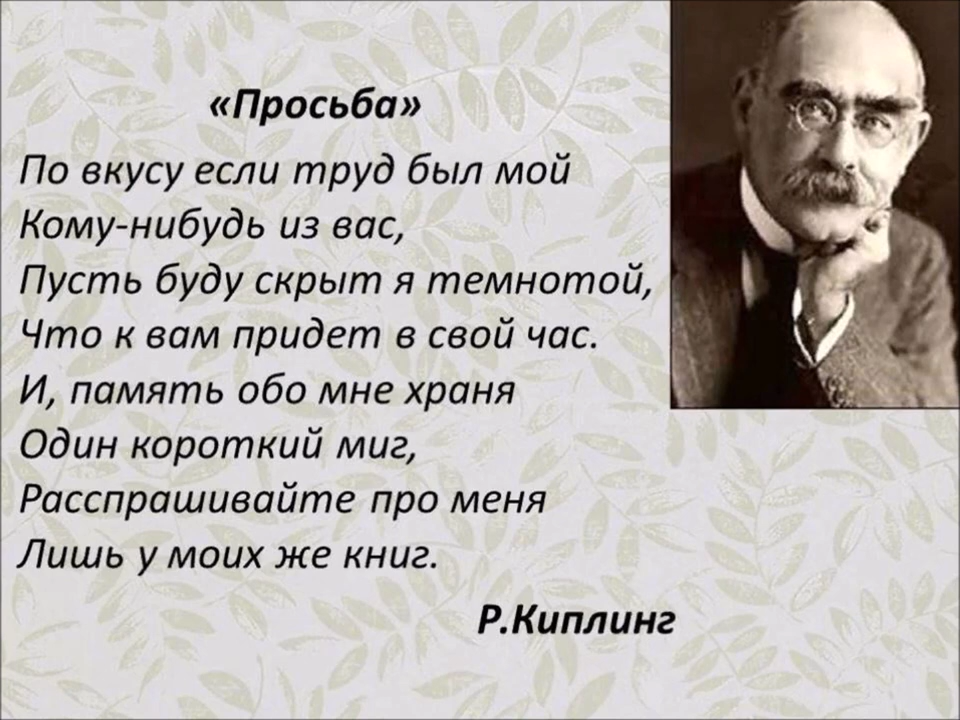 «Просьба»
По вкусу если труд был мой
Кому-нибудь из вас,
Пусть буду скрыт я темнотой,
Что к вам придет в свой час.
И, память обо мне храня
Один короткий миг,
Расспрашивайте про меня
Лишь у моих же книг.
Р.Киплинг